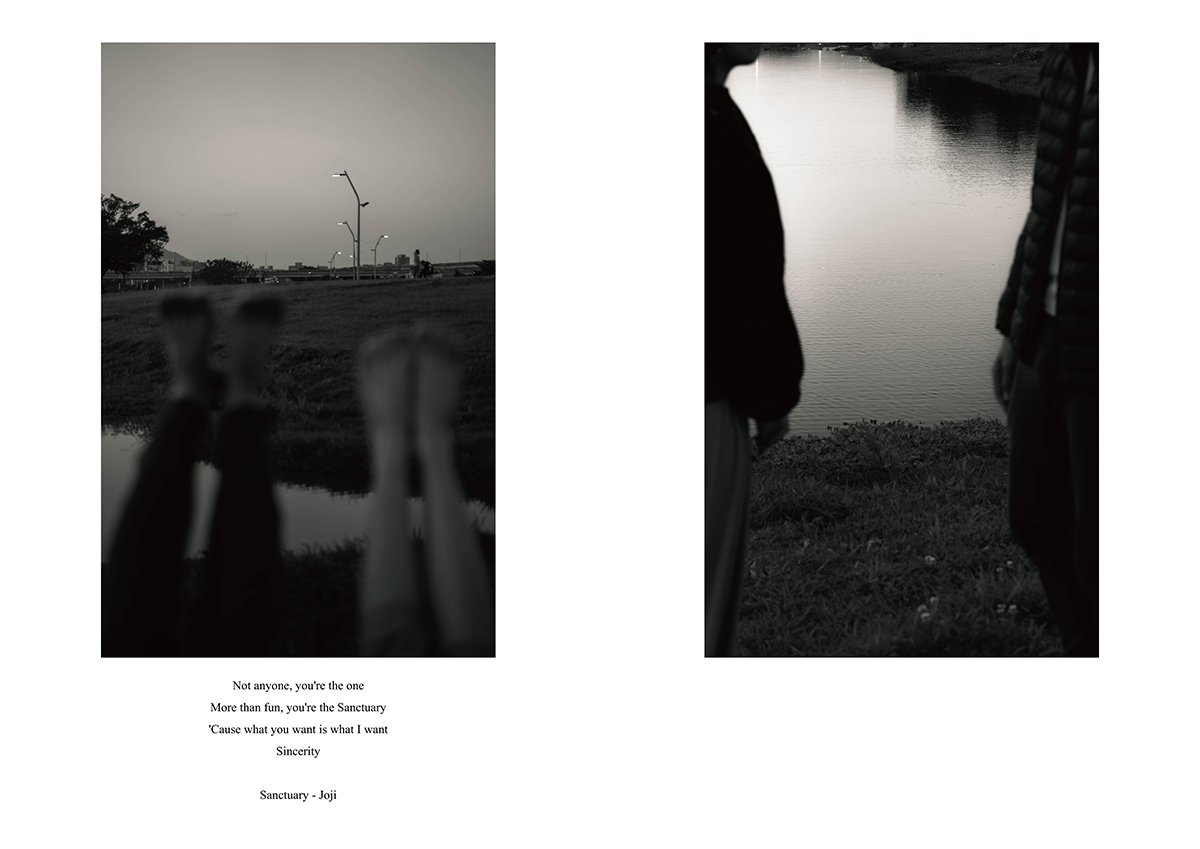 Not anyone, you're the one
More than fun, you're the Sanctuary
'Cause what you want is what I want
Sincerity
Sanctuary - Joji